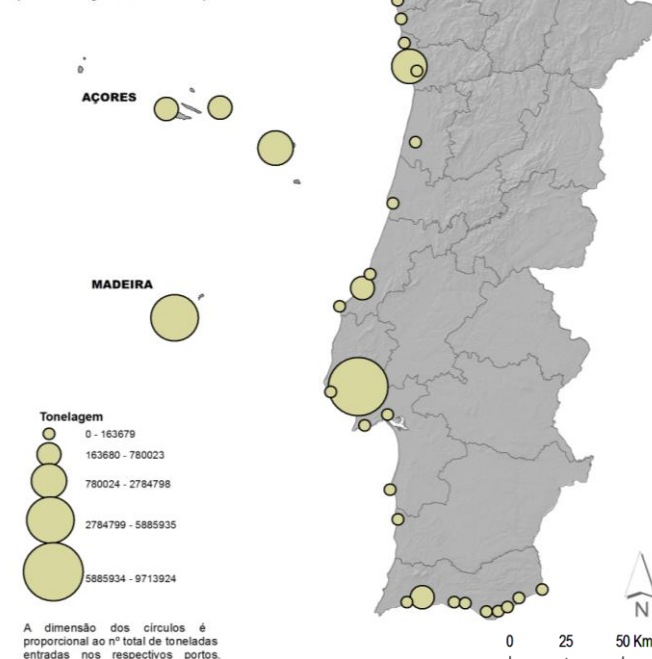 AÇORES
MADEIRA
Tonelagem
0 - 163679
163680 - 780023
780024 - 2784798
2784799 - 5885935
5885934 - 9713924
A dimensão dos círculos é
proporcional ao nº total de toneladas
entradas nos respectivos portos.
N
0 25 50 Km